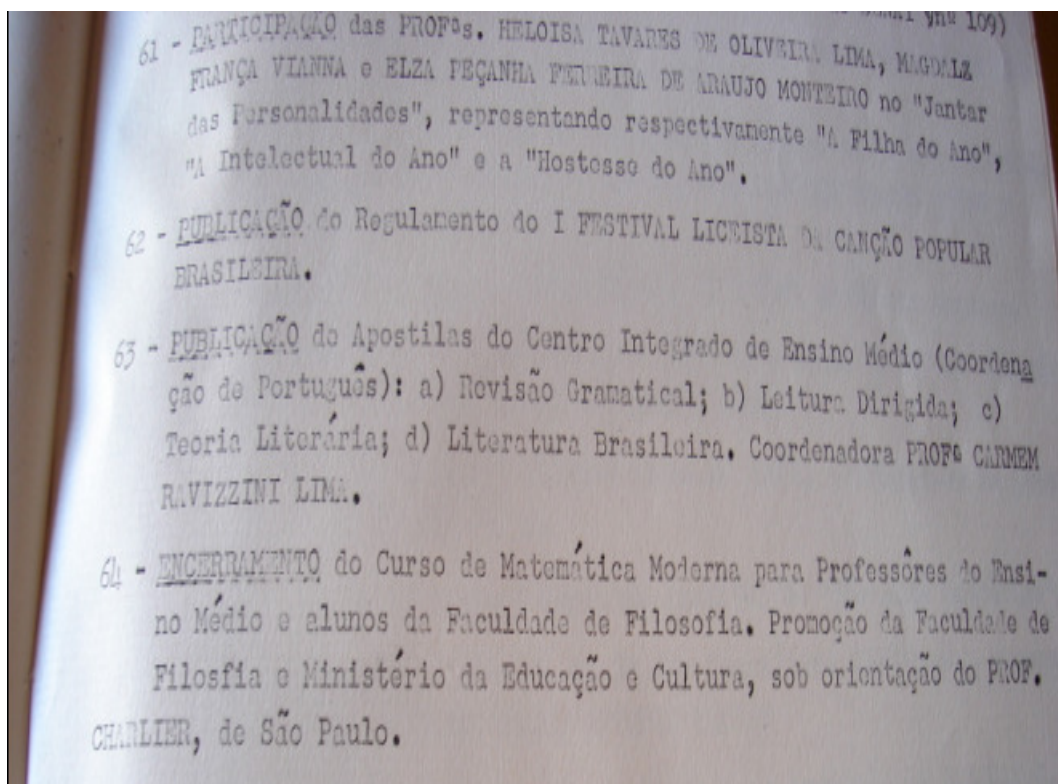 ynº 109)
61 - PARTICIPAÇÃO das PROFªs. HELOISA TAVARES DE OLIVEIRA LIMA, MAGDALZ
FRANÇA VIANNA e ELZA PEÇANHA FERREIRA DE ARAUJO MONTEIRO no "Jantar
das Personalidades", representando respectivamente "A Filha do Ano",
"A Intelectual do Ano" e a "Hostesse do Ano".
62 - PUBLICAÇÃO do Regulamento do I FESTIVAL LICEISTA DA CANÇÃO POPULAR
BRASILEIRA.
63 - PUBLICAÇÃO de Apostilas do Centro Integrado de Ensino Médio (Coordena
ção de Português): a) Revisão Gramatical; b) Leitura Dirigida; c)
Teoria Literária; d) Literatura Brasileira. Coordenadora PROFª CARMEM
RAVIZZINI LIMA.
64 - ENCERRAMENTO do Curso de Matemática Moderna para Professôres do Ensi-
no Médio e alunos da Faculdade de Filosofia. Promoção da Faculdade de
Filosfia e Ministério da Educação e Cultura, sob orientação do PROF.
CHARLIER, de São Paulo.